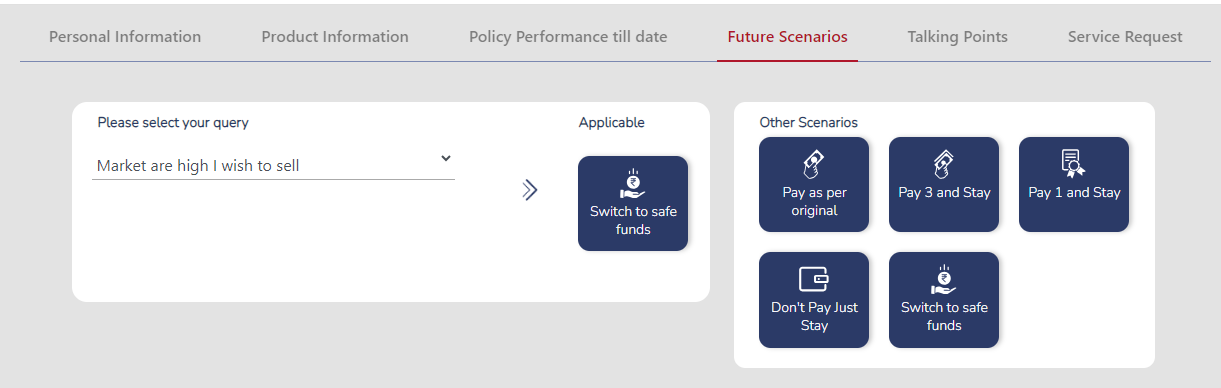 Personal Information
Product Information
Policy Performance till date
Future Scenarios
Talking Points
Service Request
Please select your query
Market are high I wish to sell
Applicable
Switch to safe
funds
Other Scenarios
Pay as per
original
Pay 3 and Stay
Pay 1 and Stay
Don't Pay Just
Stay
Switch to safe
funds